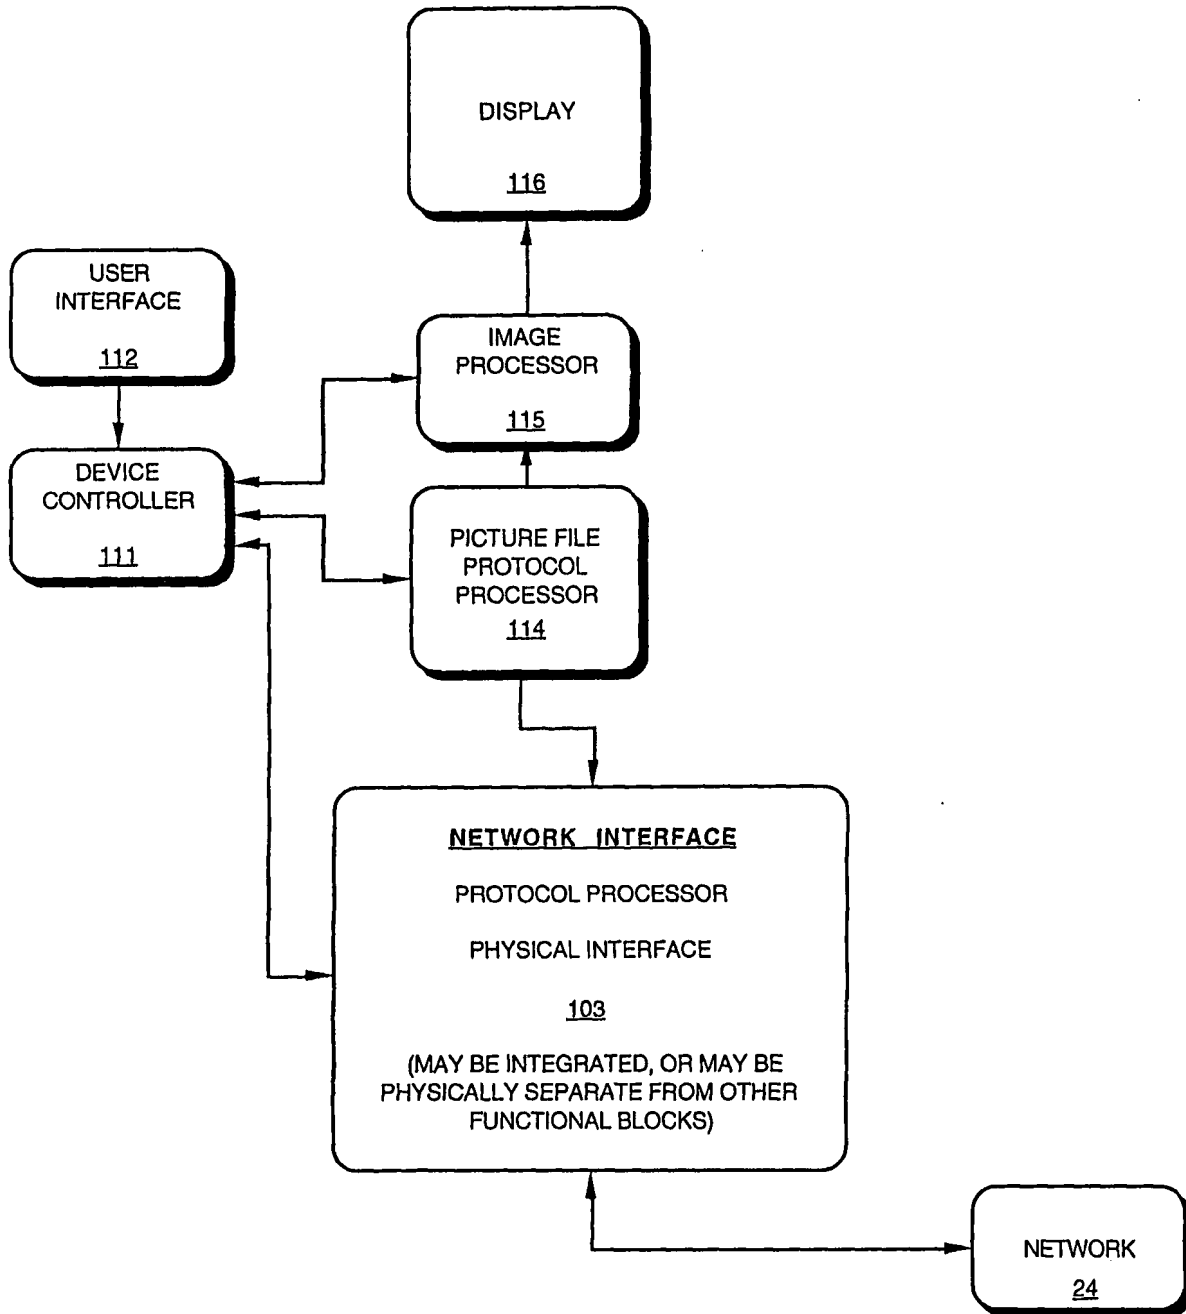 DISPLAY
116
USER
INTERFACE
112
IMAGE
PROCESSOR
115
DEVICE
CONTROLLER
111
PICTURE FILE
PROTOCOL
PROCESSOR
114
NETWORK INTERFACE
PROTOCOL PROCESSOR
PHYSICAL INTERFACE
103
(MAY BE INTEGRATED, OR MAY BE
PHYSICALLY SEPARATE FROM OTHER
FUNCTIONAL BLOCKS)
NETWORK
24